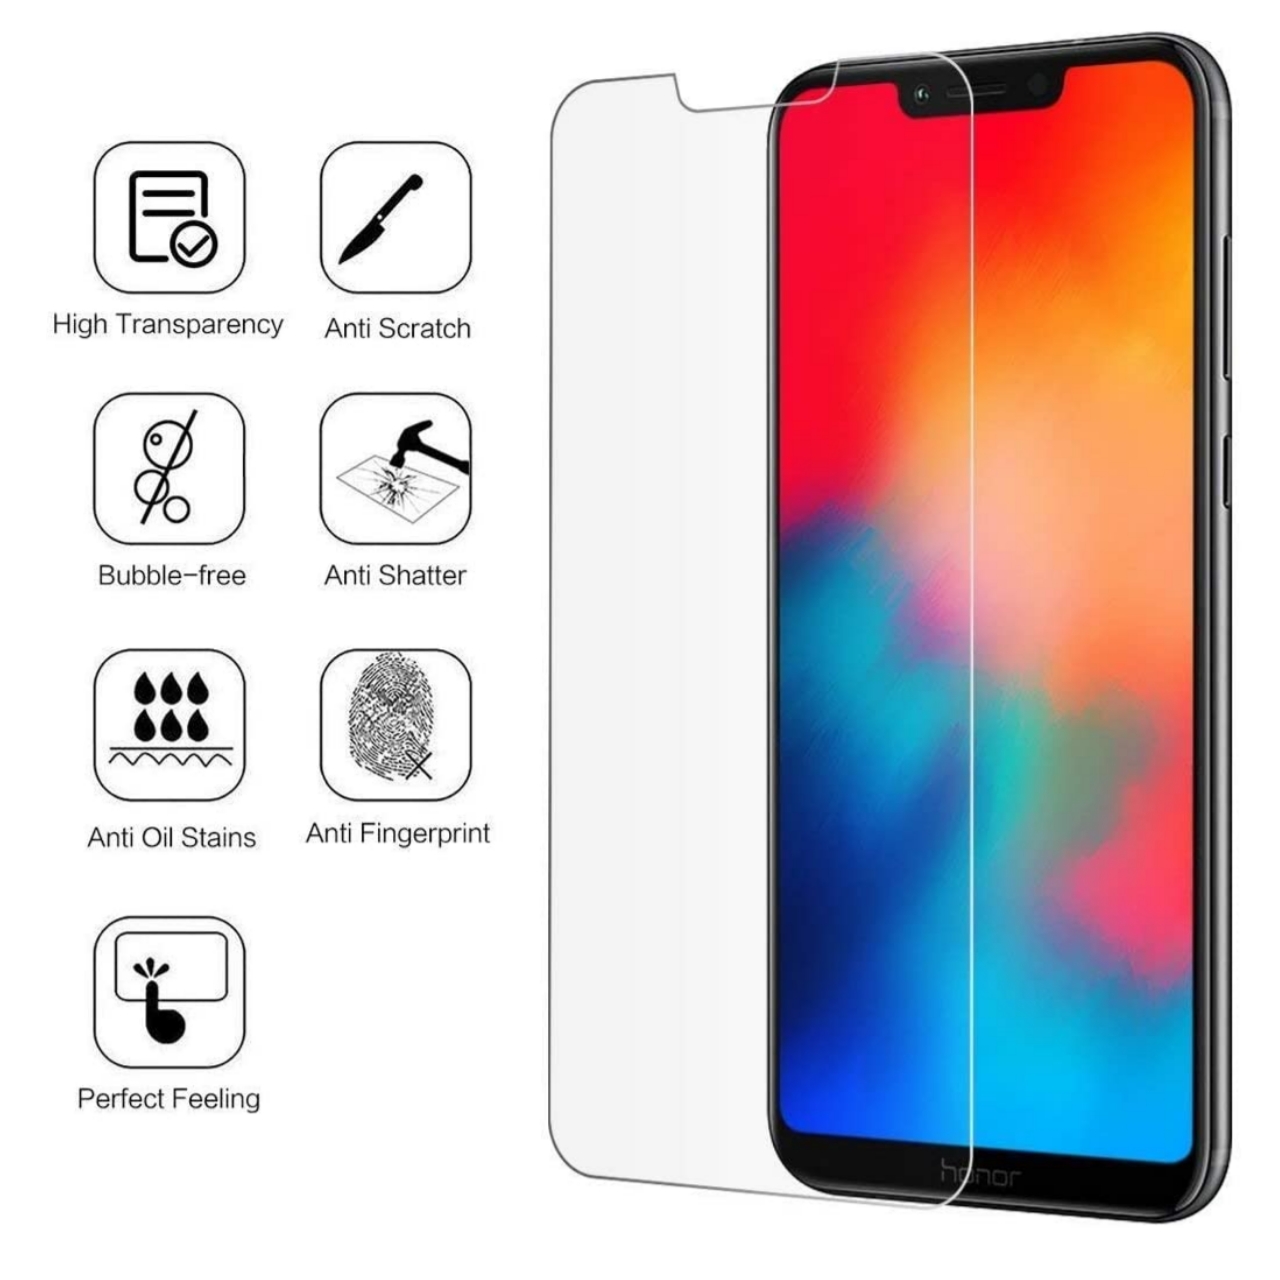 High Transparency
Anti Scratch
Bubble-free
Anti Shatter
Anti Oil Stains
Anti Fingerprint
Perfect Feeling
honor